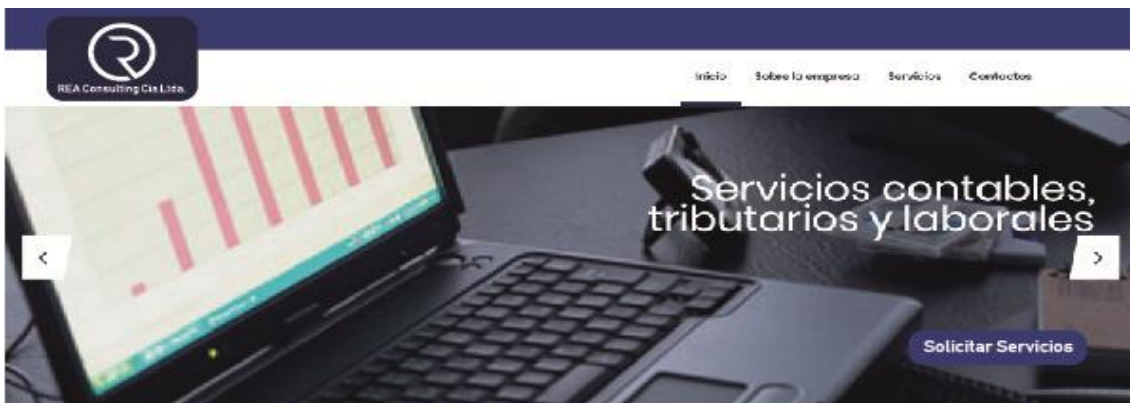 REA Consulting Cia.Ltda.
Inicio Sobre la empresa Servicios Contactos
Servicios contables,
tributarios y laborales
Solicitar Servicios